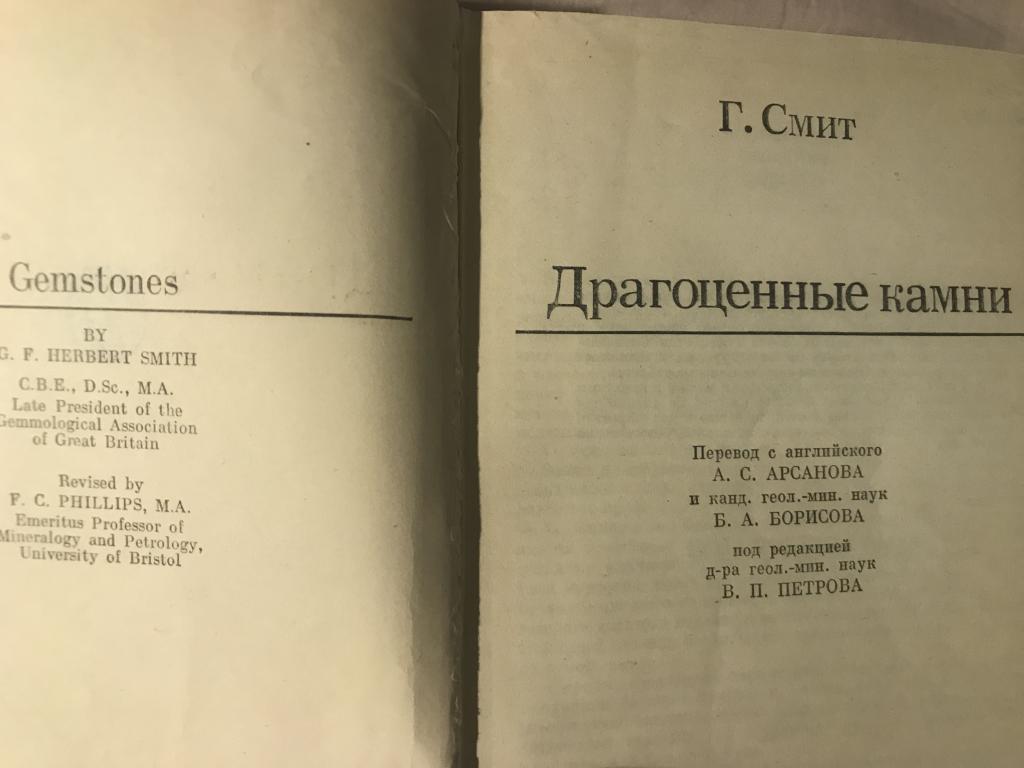 Gemstones
BY
G. F. HERBERT SMITH
C.B.E., D.Sc., M.A.
Late President of the
Gemmological Association
of Great Britain
Revised by
F. C. PHILLIPS, M.A.
Emeritus Professor of
Mineralogy and Petrology,
University of Bristol
Г. Смит
Драгоценные камни
Перевод с английского
А. С. АРСАНОВА
и канд. геол.-мин. наук
Б. А. БОРИСОВА
под редакцией
д-ра геол.-мин. наук
В. П. ПЕТРОВА